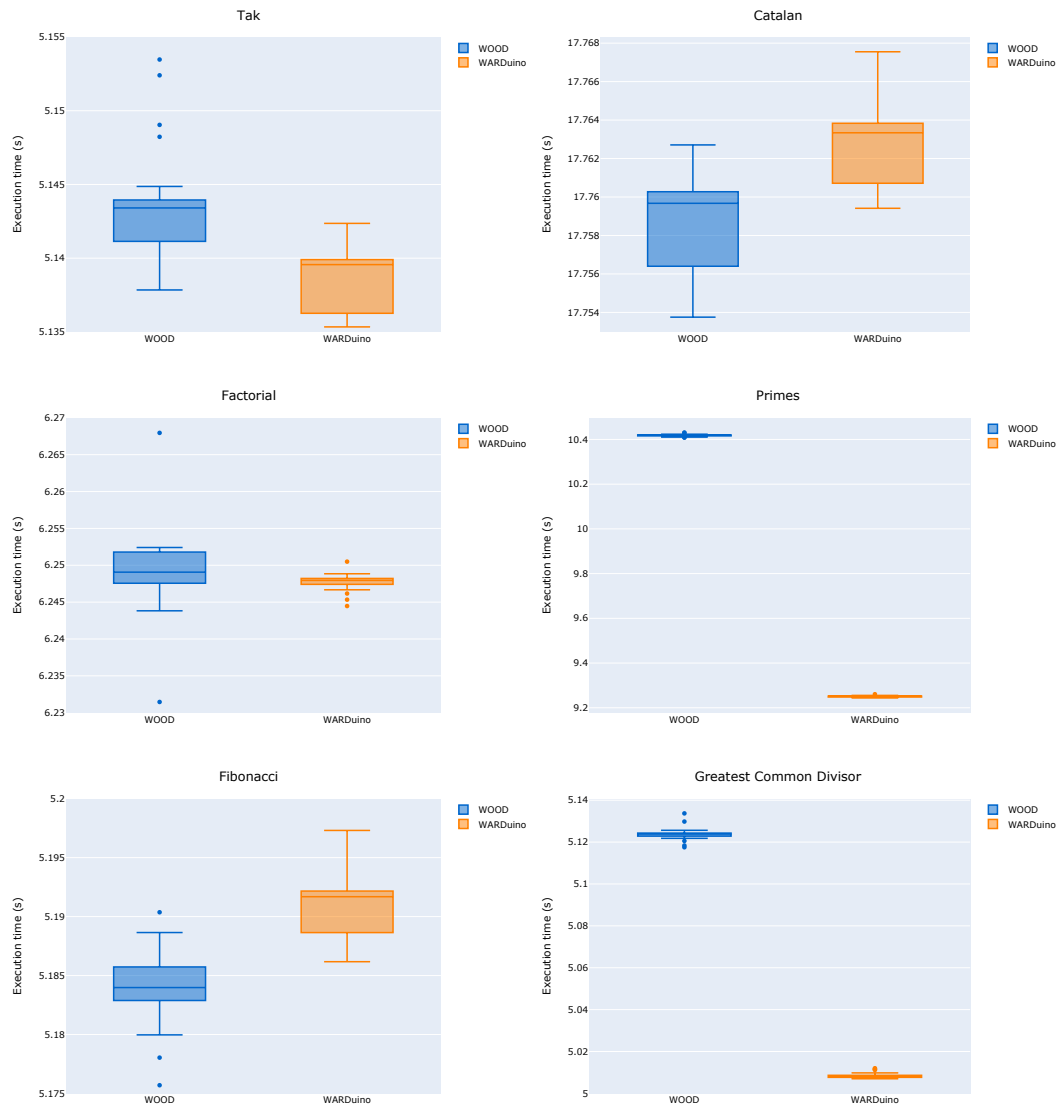 Tak
Execution time (s)
5.155
5.15
5.145
5.14
5.135
WOOD
WARDuino
WOOD
WARDuino
Catalan
Execution time (s)
17.768
17.766
17.764
17.762
17.76
17.758
17.756
17.754
WOOD
WARDuino
WOOD
WARDuino
Factorial
Execution time (s)
6.27
6.265
6.26
6.255
6.25
6.245
6.24
6.235
6.23
WOOD
WARDuino
WOOD
WARDuino
Primes
Execution time (s)
10.4
10.2
10
9.8
9.6
9.4
9.2
WOOD
WARDuino
WOOD
WARDuino
Fibonacci
Execution time (s)
5.2
5.195
5.19
5.185
5.18
5.175
WOOD
WARDuino
WOOD
WARDuino
Greatest Common Divisor
Execution time (s)
5.14
5.12
5.1
5.08
5.06
5.04
5.02
5
WOOD
WARDuino
WOOD
WARDuino